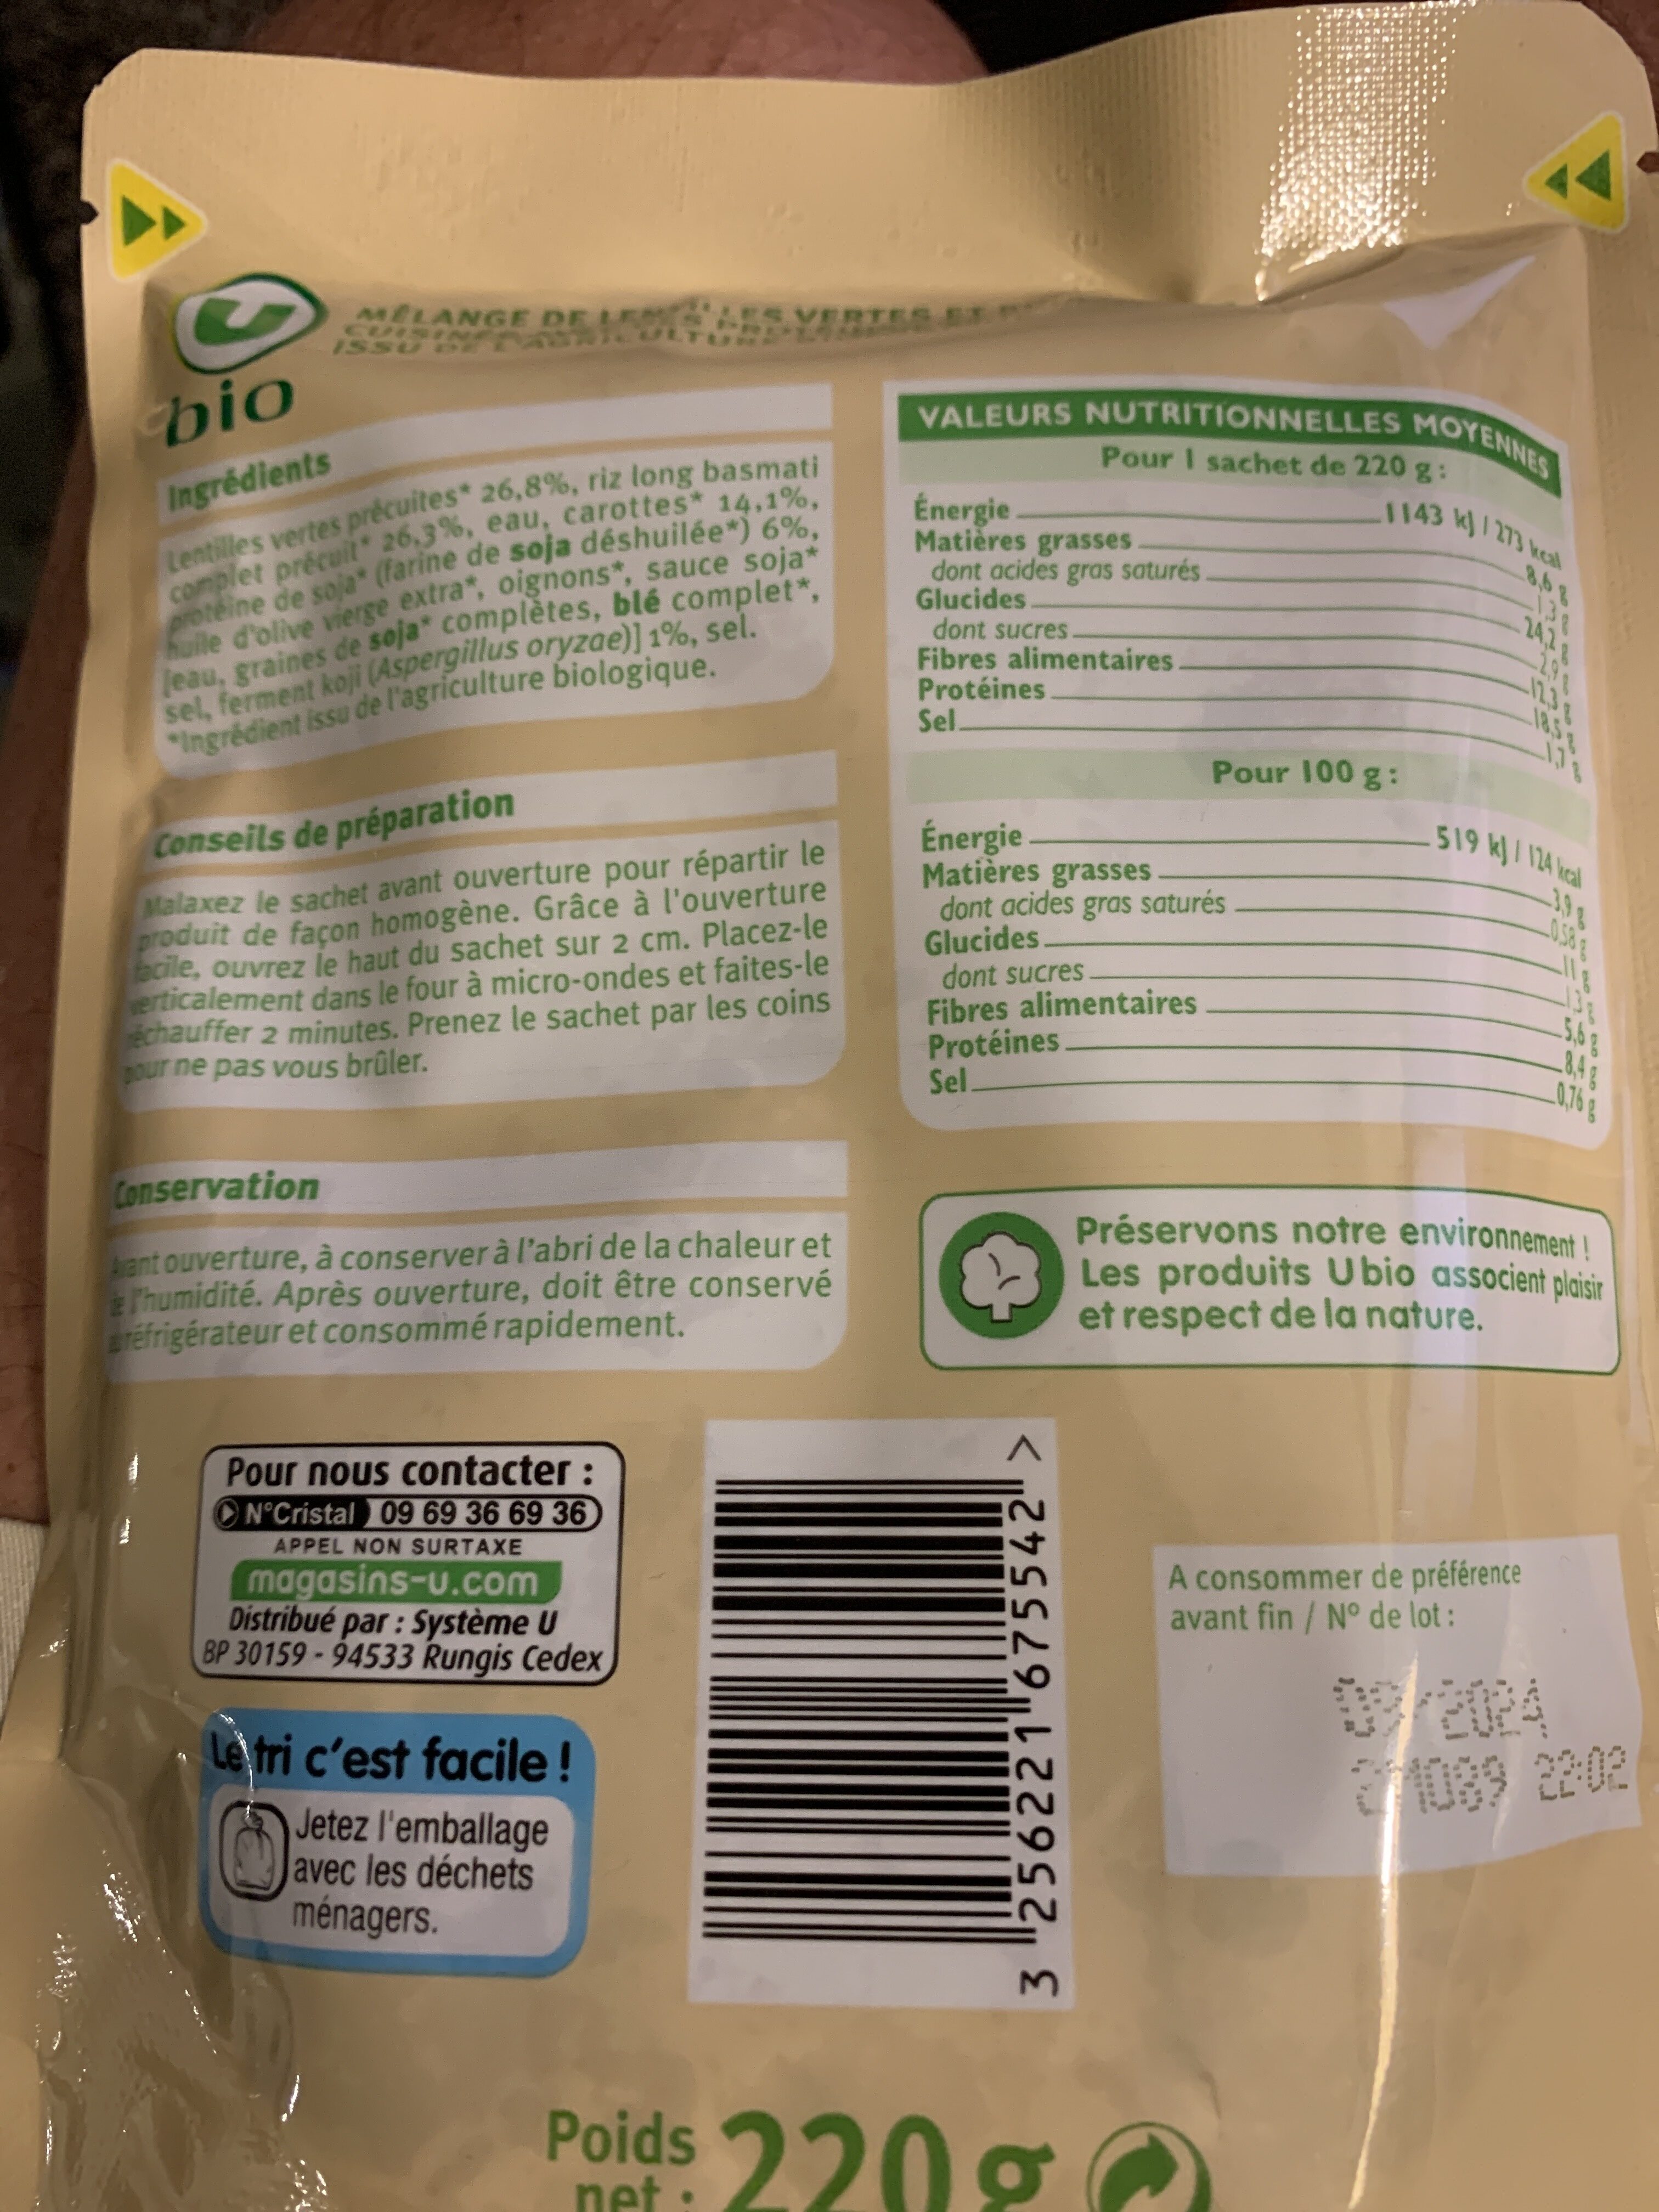 U
bio
MÉLANGE DE LENTILLES VERTES ET
ISSU DE L'AGRICULTURE
Ingrédients
Lentilles vertes précuites* 26,8%, riz long basmati
complet précuit* 26,3%, eau, carottes* 14,1%,
protéine de soja* (farine de soja déshuilée*) 6%,
huile d'olive vierge extra*, oignons*, sauce soja*
[eau, graines de soja* complètes, blé complet*,
sel, ferment koji (Aspergillus oryzae)] 1%, sel.
*Ingrédient issu de l'agriculture biologique.
Conseils de préparation
Malaxez le sachet avant ouverture pour répartir le
produit de façon homogène. Grâce à l'ouverture
facile, ouvrez le haut du sachet sur 2 cm. Placez-le
verticalement dans le four à micro-ondes et faites-le
réchauffer 2 minutes. Prenez le sachet par les coins
pour ne pas vous brûler.
Conservation
Avant ouverture, à conserver à l'abri de la chaleur et
de l'humidité. Après ouverture, doit être conservé
au réfrigérateur et consommé rapidement.
VALEURS NUTRITIONNELLES MOYENNES
Pour 1 sachet de 220 g :
Énergie 1143 kJ / 273 kcal
Matières grasses 8,6 g
dont acides gras saturés 1,3 g
Glucides 24,2 g
dont sucres 2,9 g
Fibres alimentaires 12,3 g
Protéines 18,5 g
Sel 1,7 g
Pour 100 g :
Énergie 519 kJ / 124 kcal
Matières grasses 3,9 g
dont acides gras saturés 0,58 g
Glucides 11 g
dont sucres 1,3 g
Fibres alimentaires 5,6 g
Protéines 8,4 g
Sel 0,76 g
Préservons notre environnement !
Les produits U bio associent plaisir
et respect de la nature.
Pour nous contacter :
N°Cristal 09 69 36 69 36
APPEL NON SURTAXE
magasins-u.com
Distribué par : Système U
BP 30159 - 94533 Rungis Cedex
Le tri c'est facile !
Jetez l'emballage
avec les déchets
ménagers.
3 256221 675542 >
A consommer de préférence
avant fin / N° de lot :
2024
22:02
Poids
net :
220 g